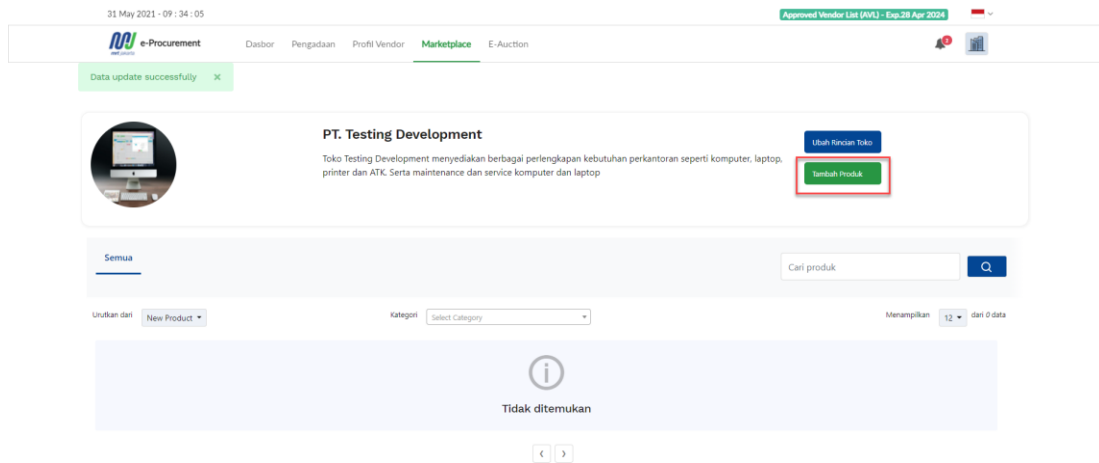 31 May 2021 - 09 : 34 : 05
Approved Vendor List (AVL) - Exp.28 Apr 2024
e-Procurement
Dasbor
Pengadaan
Profil Vendor
Marketplace
E-Auction
2
Data update successfully ×
PT. Testing Development
Toko Testing Development menyediakan berbagai perlengkapan kebutuhan perkantoran seperti komputer, laptop,
printer dan ATK. Serta maintenance dan service komputer dan laptop
Ubah Rincian Toko
Tambah Produk
Semua
Cari produk
Urutkan dari
New Product
Kategori
Select Category
Menampilkan
12
dari 0 data
Tidak ditemukan